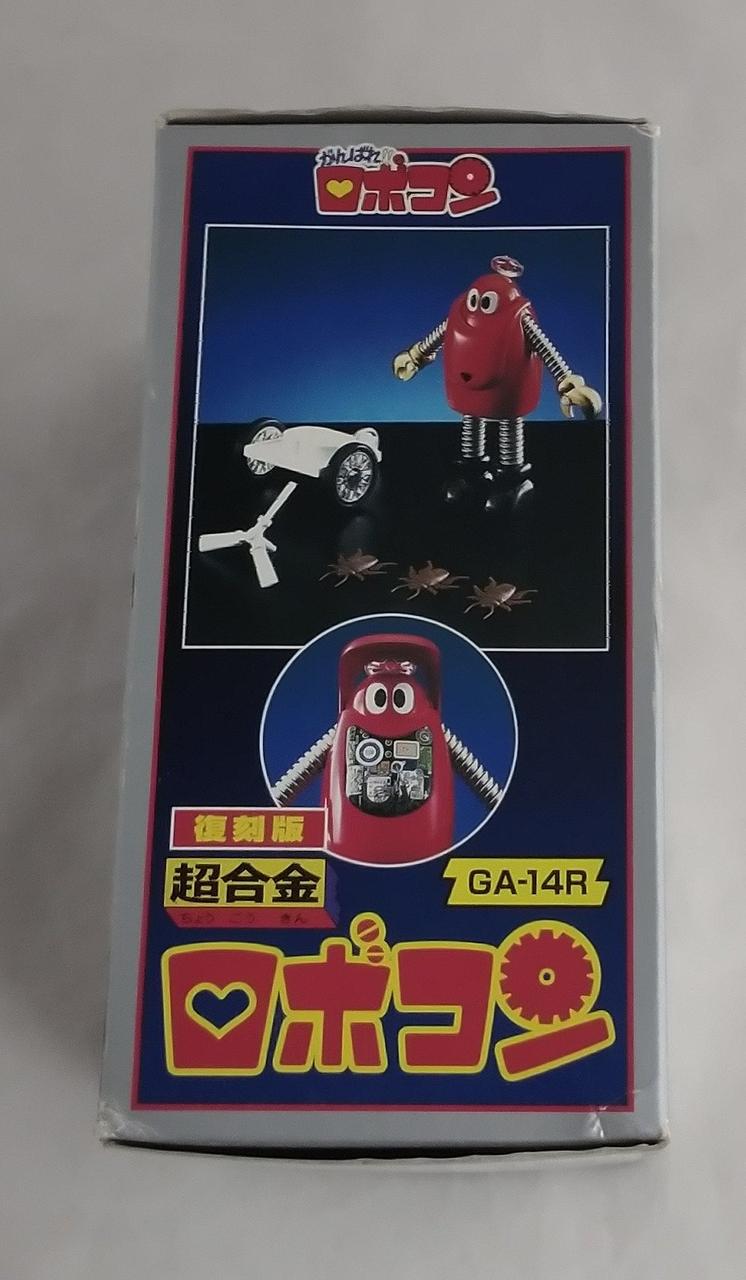 がんばれ!!
ロボコン
復刻版
超合金
ちょう ごう きん
GA-14R
ロボコン